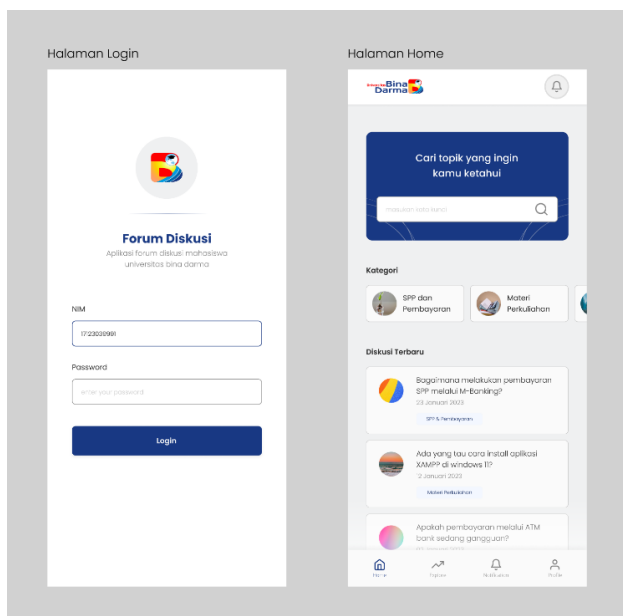 Halaman Login
Forum Diskusi
Aplikasi forum diskusi mahasiswa
universitas bina darma
NIM
17123039991
Password
enter your password
Login
Halaman Home
Bina
Darma
Cari topik yang ingin
kamu ketahui
masukan kata kunci
Kategori
SPP dan
Pembayaran
Materi
Perkuliahan
Diskusi Terbaru
Bagaimana melakukan pembayaran
SPP melalui M-Banking?
23 Januari 2023
SPP & Pembayaran
Ada yang tau cara install aplikasi
XAMPP di windows 11?
12 Januari 2023
Materi Perkuliahan
Apakah pembayaran melalui ATM
bank sedang gangguan?
Januari 2023
Home
Notifikasi
Profile